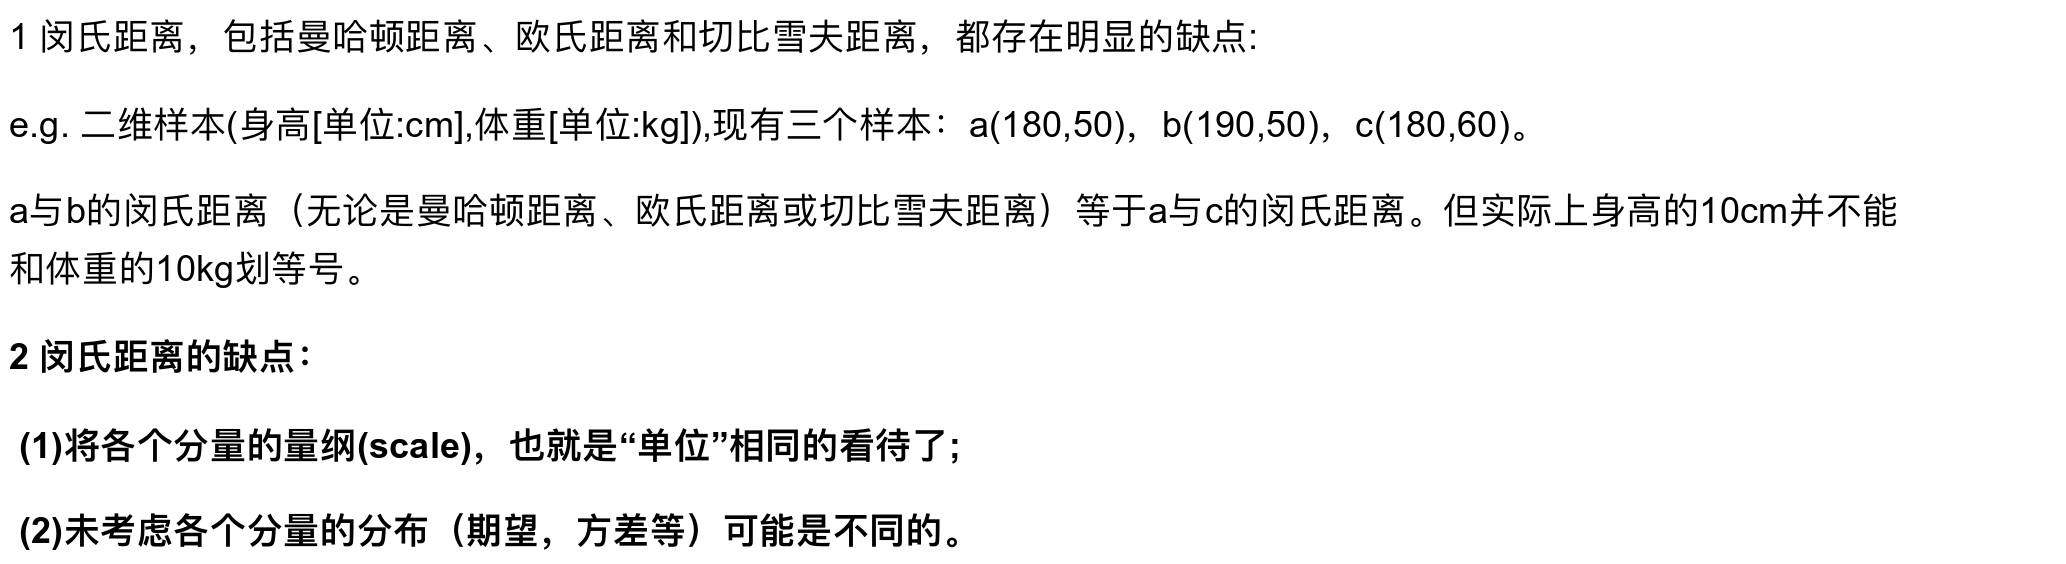 1 闵氏距离，包括曼哈顿距离、欧氏距离和切比雪夫距离，都存在明显的缺点:
e.g. 二维样本(身高[单位:cm],体重[单位:kg]),现有三个样本：a(180,50)，b(190,50)，c(180,60)。
a与b的闵氏距离（无论是曼哈顿距离、欧氏距离或切比雪夫距离）等于a与c的闵氏距离。但实际上身高的10cm并不能
和体重的10kg划等号。
2 闵氏距离的缺点：
(1)将各个分量的量纲(scale)，也就是“单位”相同的看待了;
(2)未考虑各个分量的分布（期望，方差等）可能是不同的。